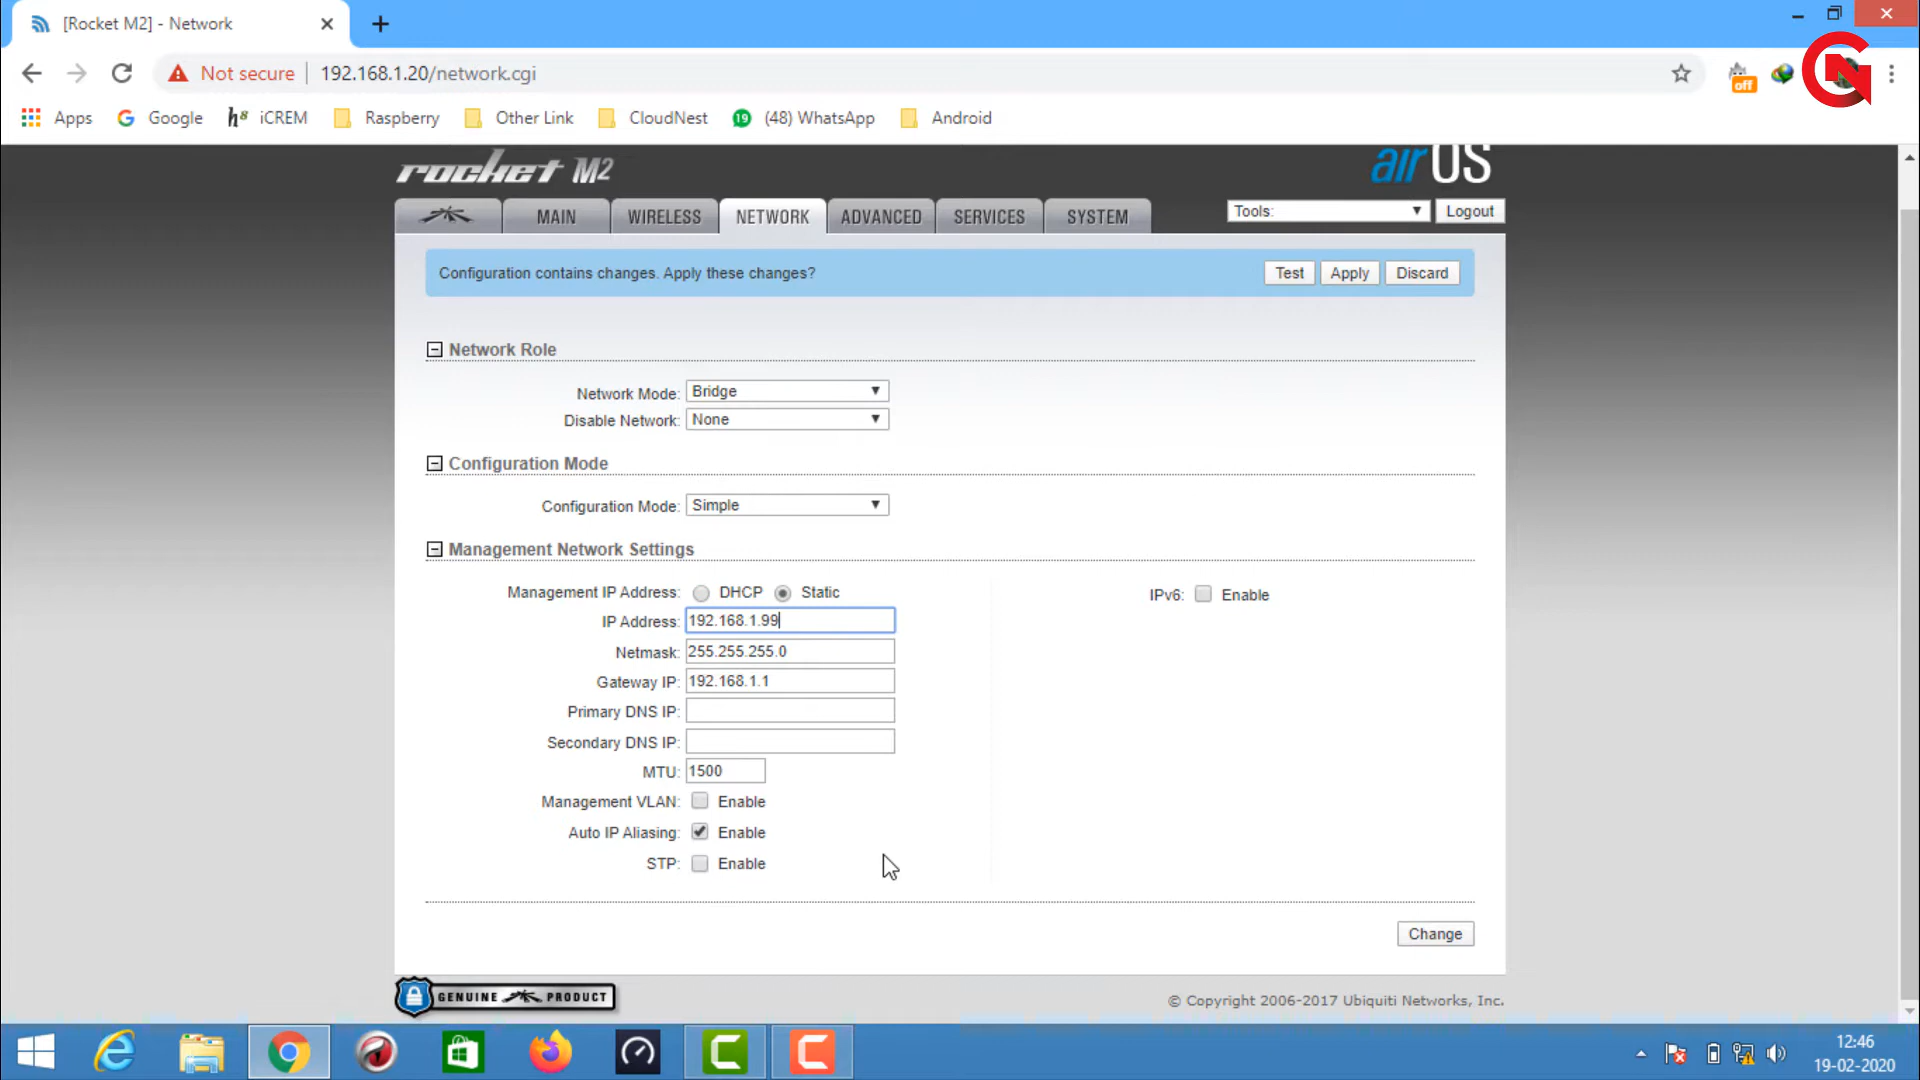 [Rocket M2] - Network
Not secure 192.168.1.20/network.cgi
off
Apps Google h8 iCREM Raspberry Other Link CloudNest 19 (48) WhatsApp Android
rocket M2 airOS
MAIN WIRELESS NETWORK ADVANCED SERVICES SYSTEM Tools: Logout
Configuration contains changes. Apply these changes? Test Apply Discard
Network Role
Network Mode: Bridge
Disable Network: None
Configuration Mode
Configuration Mode: Simple
Management Network Settings
Management IP Address: DHCP Static IPv6: Enable
IP Address: 192.168.1.99
Netmask: 255.255.255.0
Gateway IP: 192.168.1.1
Primary DNS IP:
Secondary DNS IP:
MTU: 1500
Management VLAN: Enable
Auto IP Aliasing: Enable
STP: Enable
Change
GENUINE PRODUCT © Copyright 2006-2017 Ubiquiti Networks, Inc.
12:46
19-02-2020